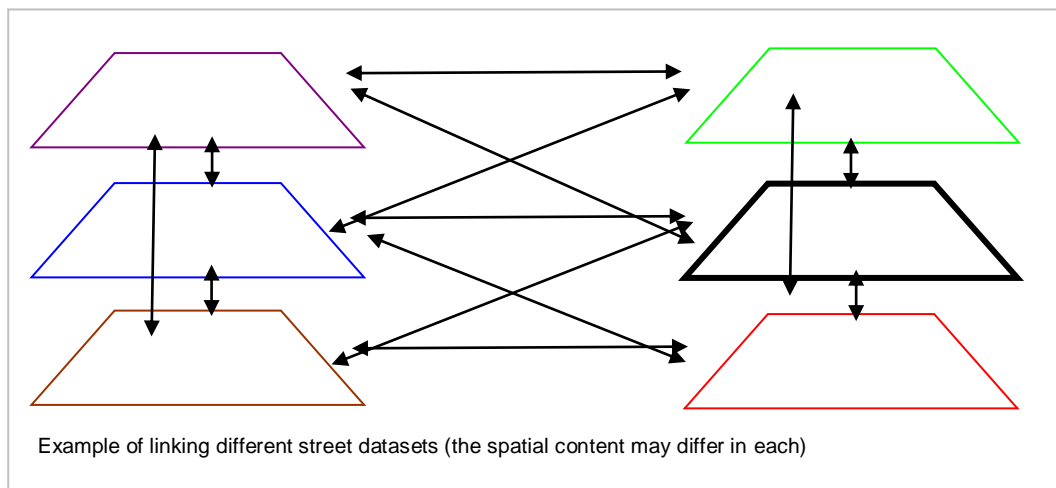 Example of linking different street datasets (the spatial content may differ in each)